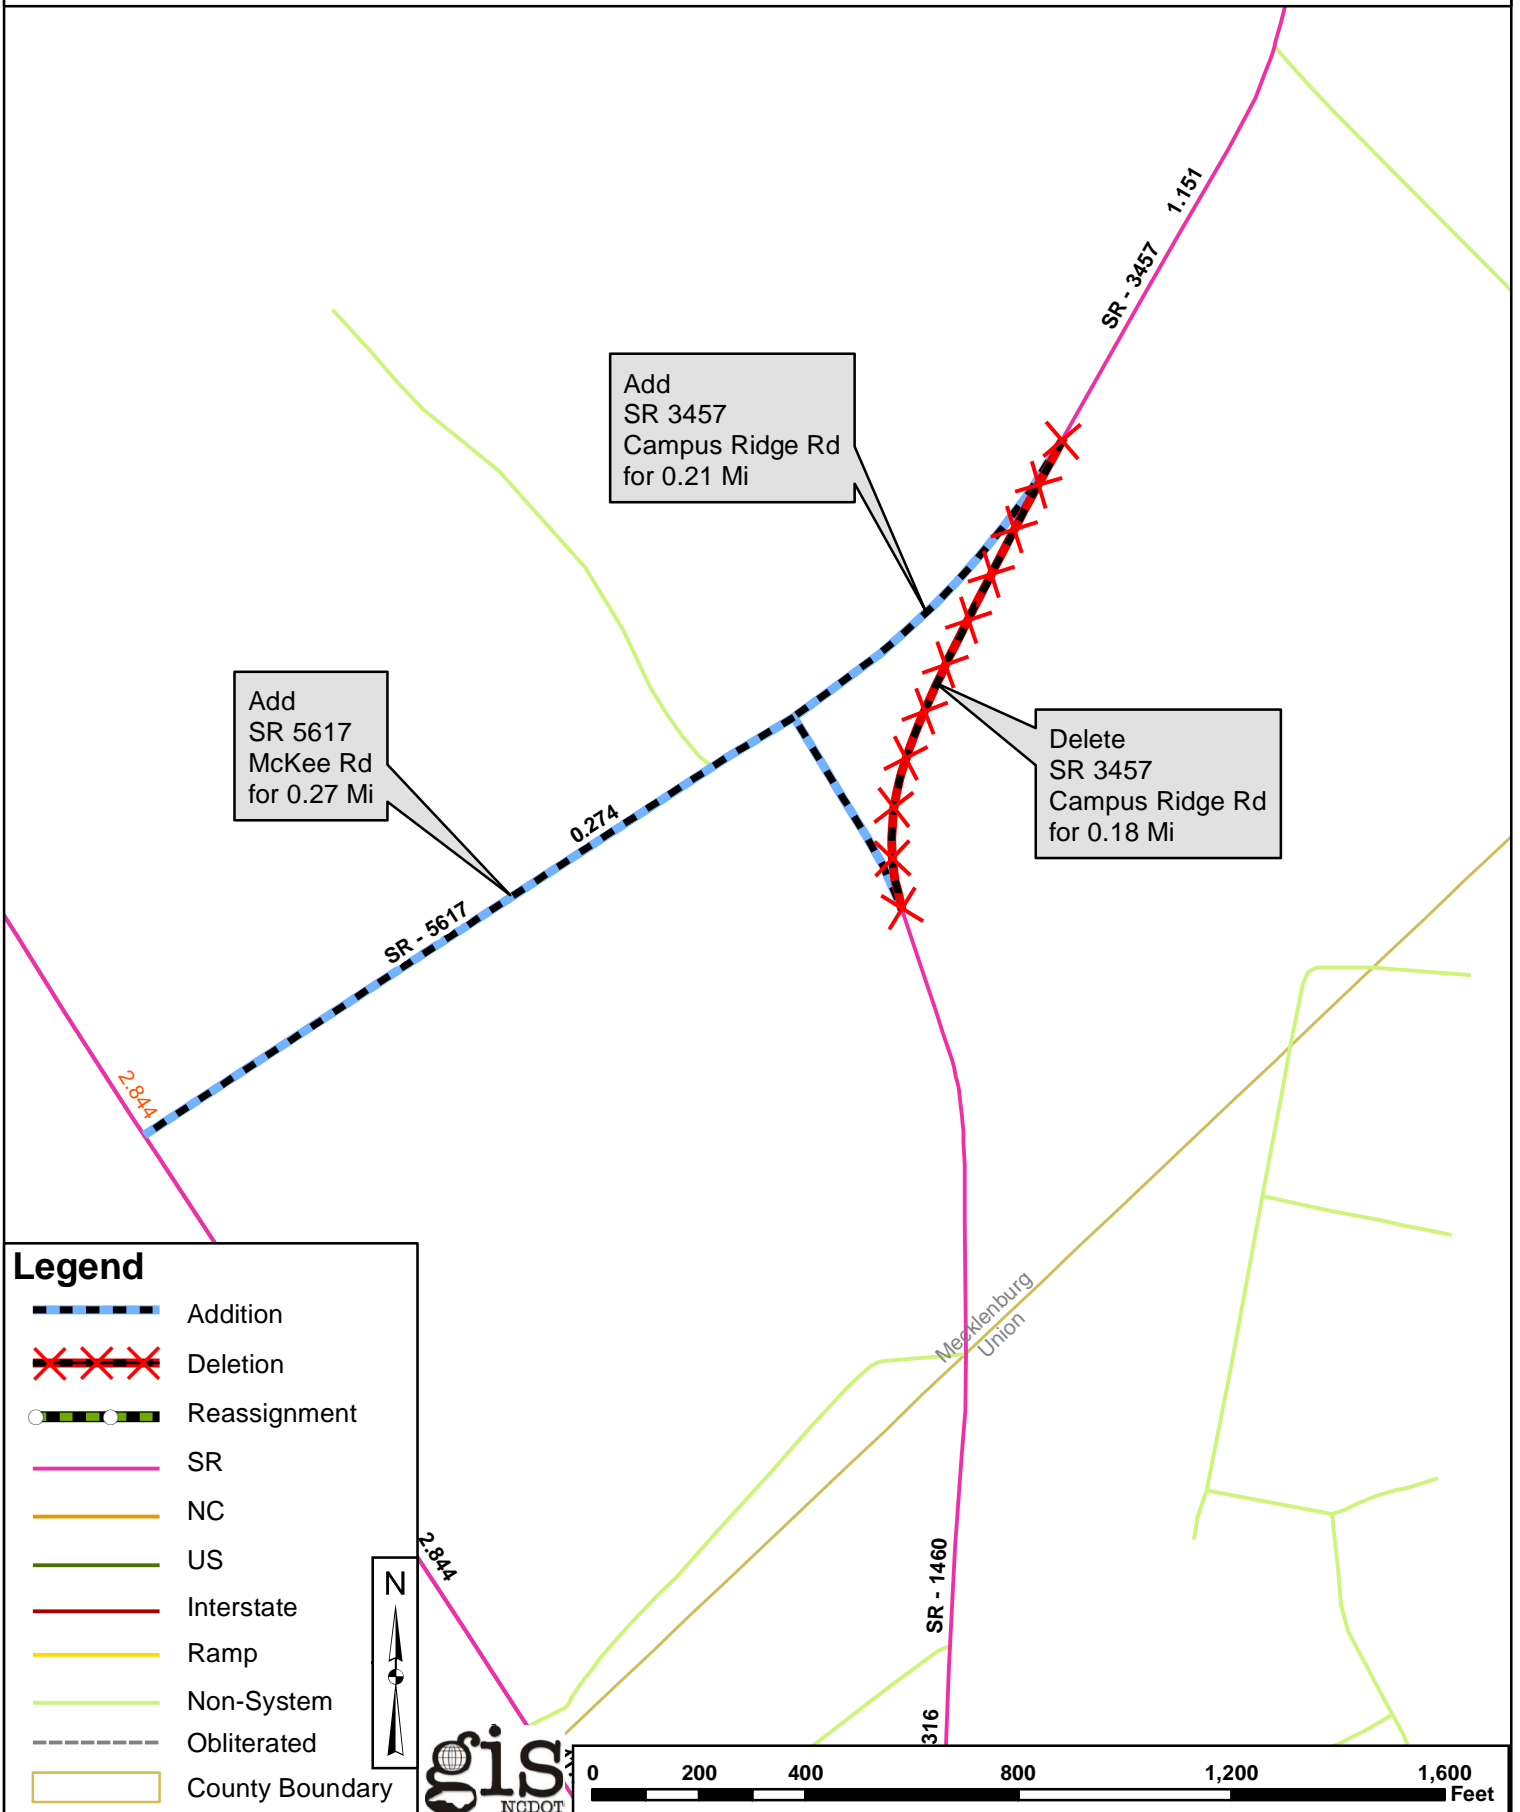 1.151
SR - 3457
Add
SR 3457
Campus Ridge Rd
for 0.21 Mi
Add
SR 5617
McKee Rd
for 0.27 Mi
Delete
SR 3457
Campus Ridge Rd
for 0.18 Mi
0.274
SR - 5617
2.844
Mecklenburg
Union
Legend
Addition
Deletion
Reassignment
SR
NC
US
Interstate
Ramp
Non-System
Obliterated
County Boundary
2.844
N
SR - 1460
316
gis
NCDOT
0 200 400 800 1,200 1,600
Feet